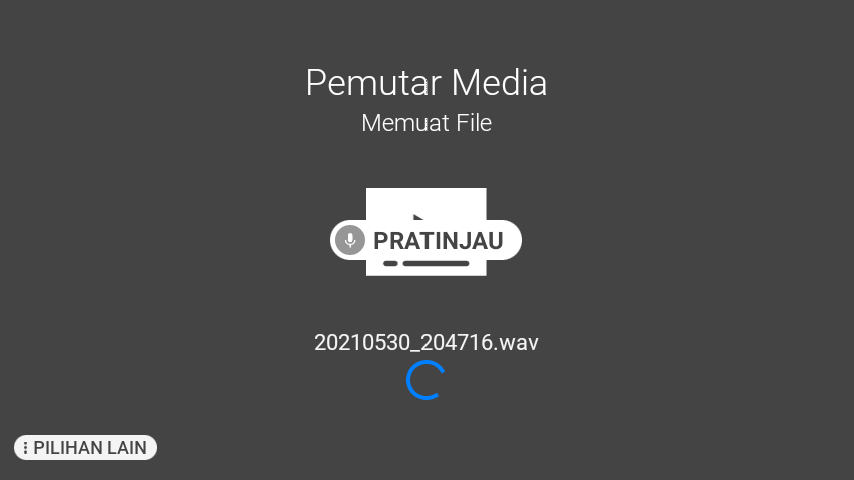 Pemutar Media
Memuat File
PRATINJAU
20210530_204716.wav
PILIHAN LAIN